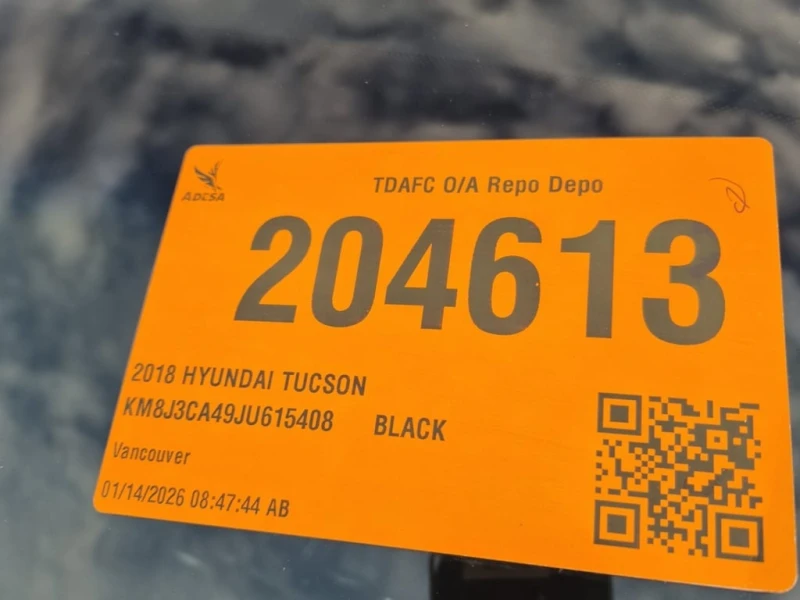 ADESA
TDAFC O/A Repo Depo
204613
2018 HYUNDAI TUCSON
KM8J3CA49JU615408 BLACK
Vancouver
01/14/2026 08:47:44 AB